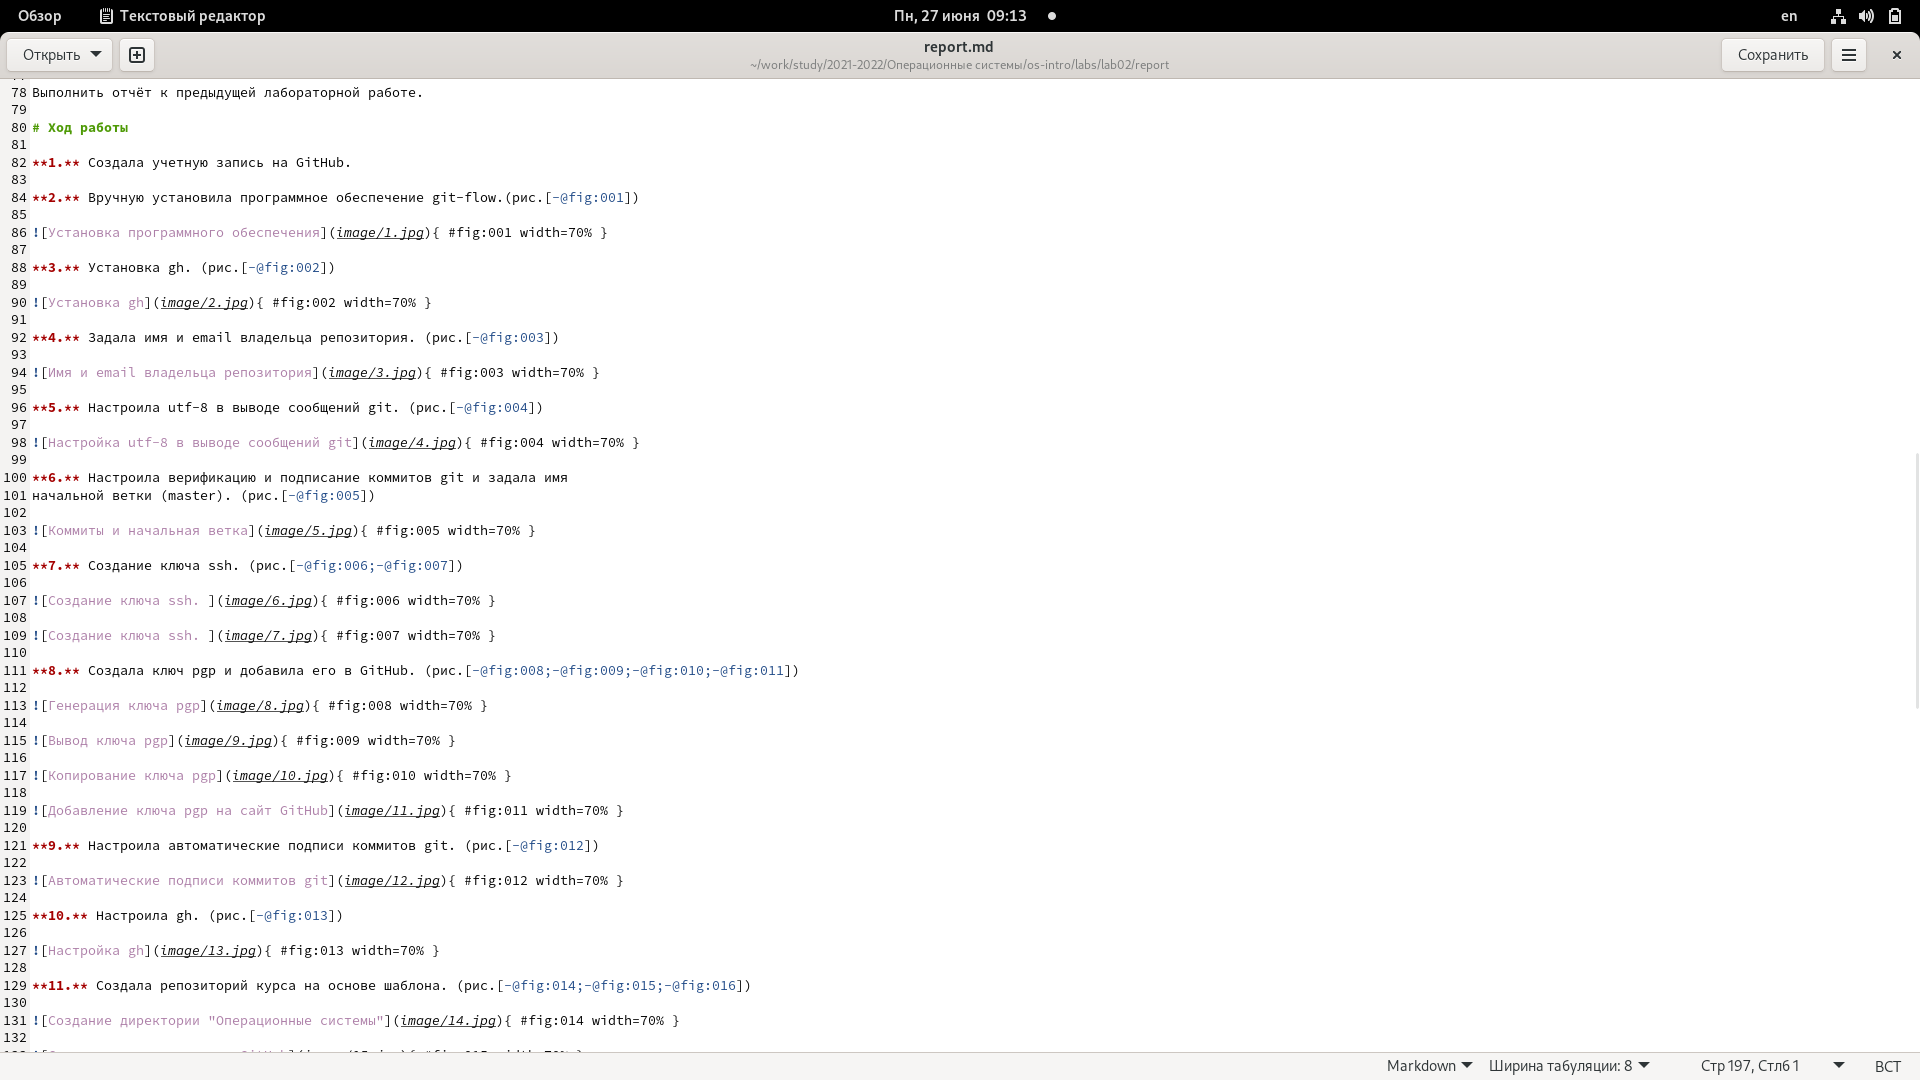 Обзор Текстовый редактор Пн, 27 июня 09:13 en
Открыть report.md Сохранить
~/work/study/2021-2022/Операционные системы/os-intro/labs/lab02/report
78 Выполнить отчёт к предыдущей лабораторной работе.
79
80 # Ход работы
81
82 **1.** Создала учетную запись на GitHub.
83
84 **2.** Вручную установила программное обеспечение git-flow.(рис.[-@fig:001])
85
86 ![Установка программного обеспечения](image/1.jpg){ #fig:001 width=70% }
87
88 **3.** Установка gh. (рис.[-@fig:002])
89
90 ![Установка gh](image/2.jpg){ #fig:002 width=70% }
91
92 **4.** Задала имя и email владельца репозитория. (рис.[-@fig:003])
93
94 ![Имя и email владельца репозитория](image/3.jpg){ #fig:003 width=70% }
95
96 **5.** Настроила utf-8 в выводе сообщений git. (рис.[-@fig:004])
97
98 ![Настройка utf-8 в выводе сообщений git](image/4.jpg){ #fig:004 width=70% }
99
100 **6.** Настроила верификацию и подписание коммитов git и задала имя
101 начальной ветки (master). (рис.[-@fig:005])
102
103 ![Коммиты и начальная ветка](image/5.jpg){ #fig:005 width=70% }
104
105 **7.** Создание ключа ssh. (рис.[-@fig:006;-@fig:007])
106
107 ![Создание ключа ssh. ](image/6.jpg){ #fig:006 width=70% }
108
109 ![Создание ключа ssh. ](image/7.jpg){ #fig:007 width=70% }
110
111 **8.** Создала ключ pgp и добавила его в GitHub. (рис.[-@fig:008;-@fig:009;-@fig:010;-@fig:011])
112
113 ![Генерация ключа pgp](image/8.jpg){ #fig:008 width=70% }
114
115 ![Вывод ключа pgp](image/9.jpg){ #fig:009 width=70% }
116
117 ![Копирование ключа pgp](image/10.jpg){ #fig:010 width=70% }
118
119 ![Добавление ключа pgp на сайт GitHub](image/11.jpg){ #fig:011 width=70% }
120
121 **9.** Настроила автоматические подписи коммитов git. (рис.[-@fig:012])
122
123 ![Автоматические подписи коммитов git](image/12.jpg){ #fig:012 width=70% }
124
125 **10.** Настроила gh. (рис.[-@fig:013])
126
127 ![Настройка gh](image/13.jpg){ #fig:013 width=70% }
128
129 **11.** Создала репозиторий курса на основе шаблона. (рис.[-@fig:014;-@fig:015;-@fig:016])
130
131 ![Создание директории "Операционные системы"](image/14.jpg){ #fig:014 width=70% }
132
Markdown Ширина табуляции: 8 Стр 197, Стлб 1 ВСТ